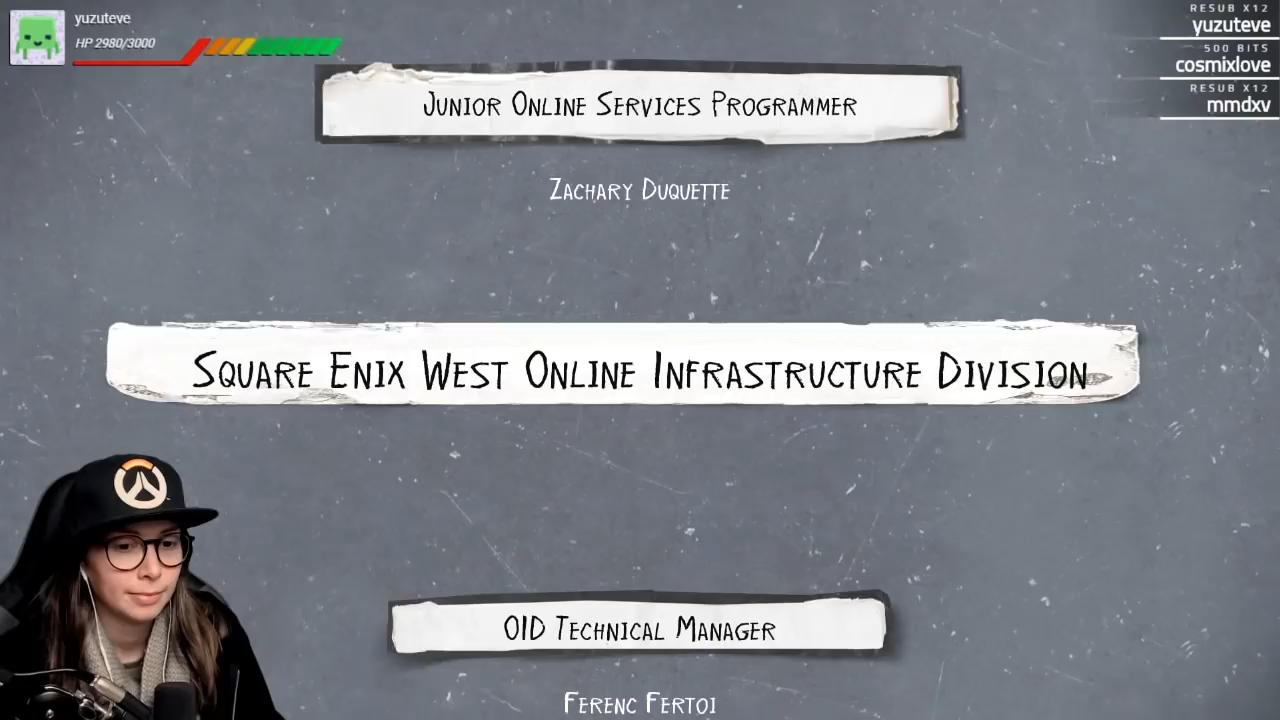 yuzuteve
HP 2980/3000
RESUB X12
yuzuteve
500 BITS
cosmixlove
RESUB X12
mmdxv
JUNIOR ONLINE SERVICES PROGRAMMER
ZACHARY DUQUETTE
SQUARE ENIX WEST ONLINE INFRASTRUCTURE DIVISION
OID TECHNICAL MANAGER
FERENC FERTOI